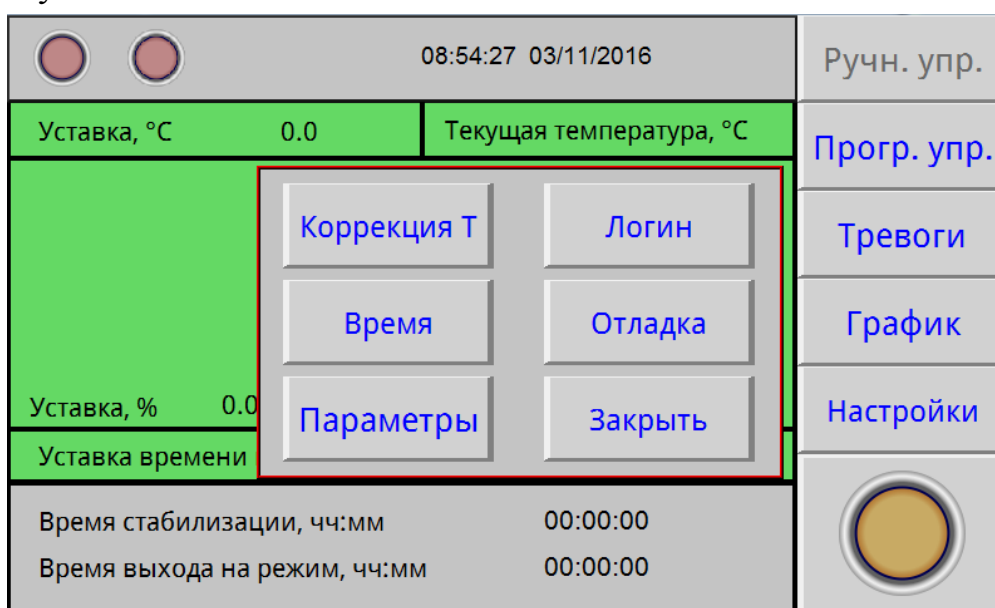 08:54:27 03/11/2016
Ручн. упр.
Уставка, °C 0.0
Текущая температура, °C
Прогр. упр.
Коррекция Т
Логин
Тревоги
Время
Отладка
График
Уставка, % 0.0
Параметры
Закрыть
Настройки
Уставка времени
Время стабилизации, чч:мм 00:00:00
Время выхода на режим, чч:мм 00:00:00